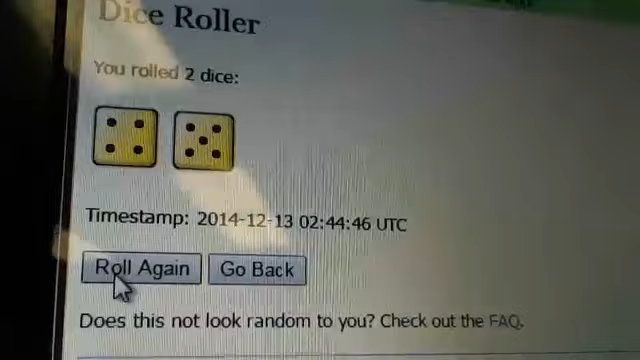 Dice Roller
You rolled 2 dice:
Timestamp: 2014-12-13 02:44:46 UTC
Roll Again Go Back
Does this not look random to you? Check out the FAQ.